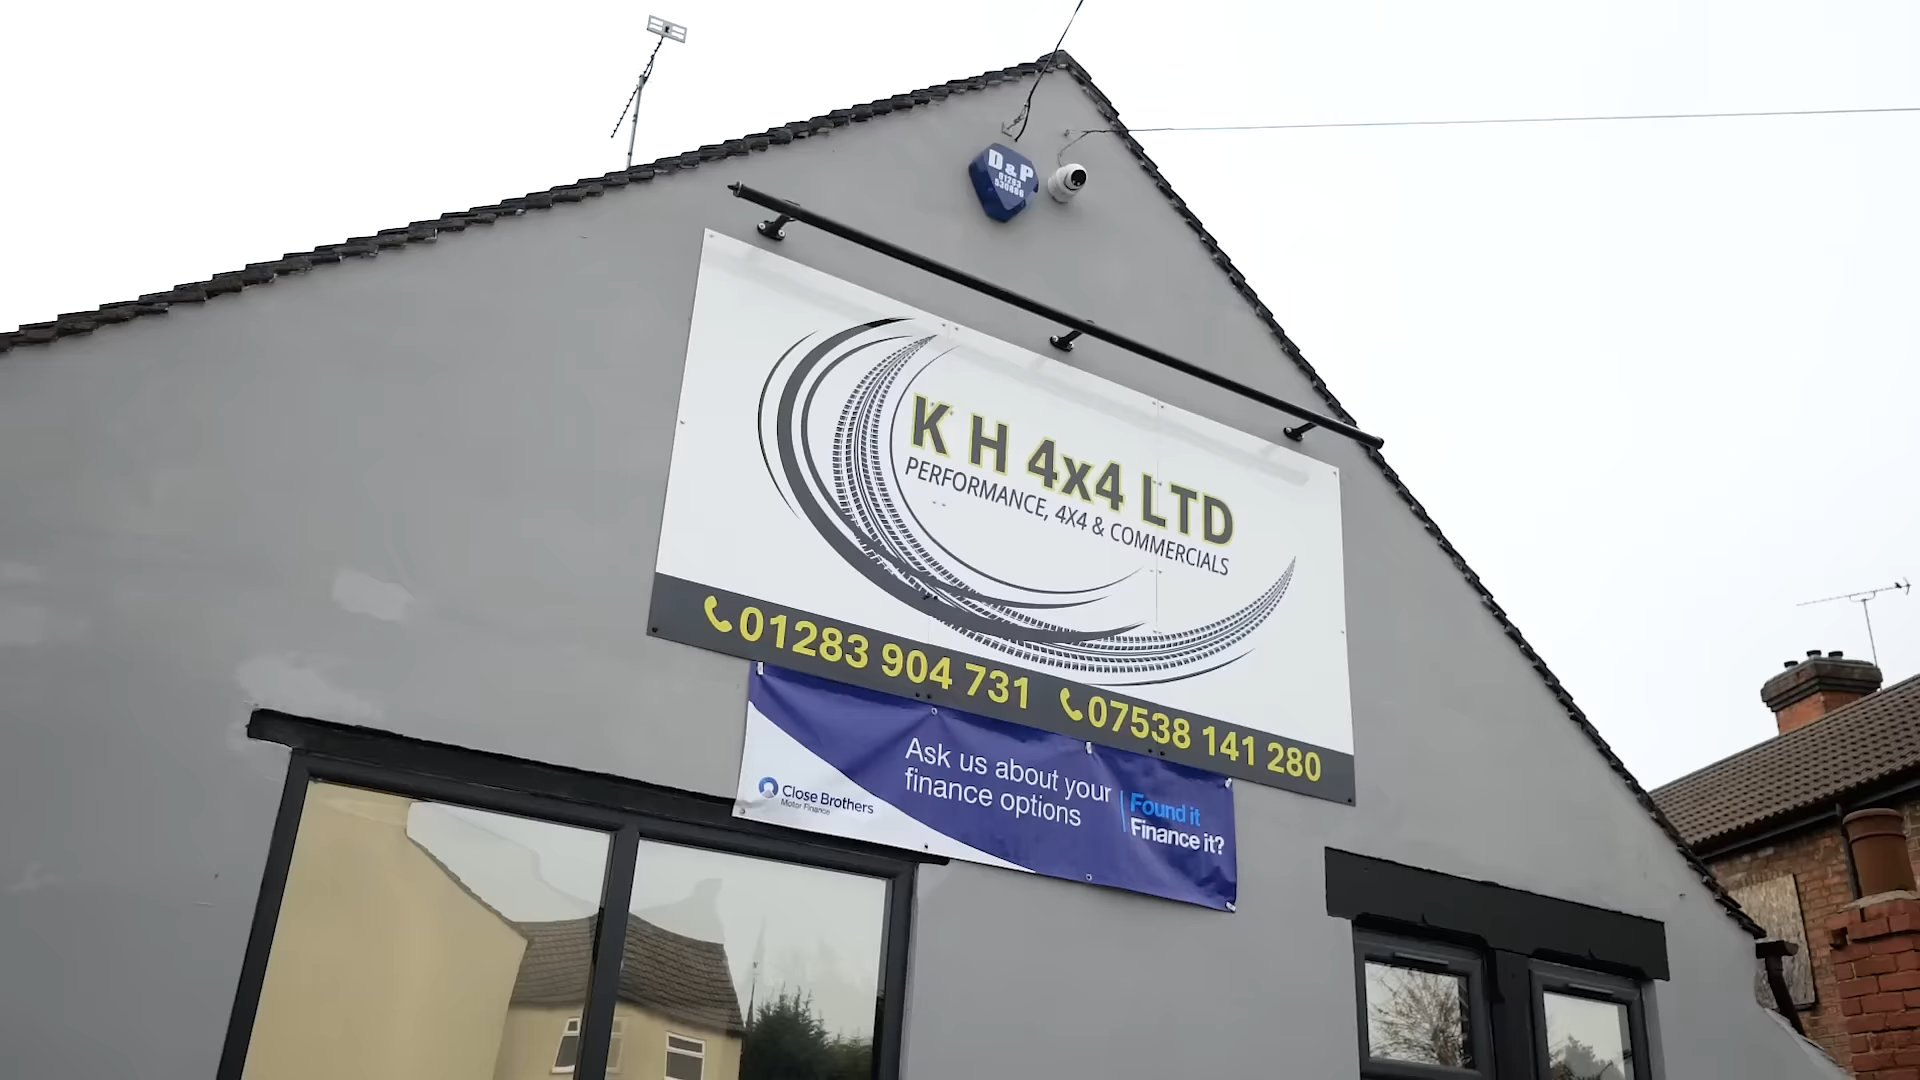 D & P
01283
K H 4x4 LTD
PERFORMANCE, 4X4 & COMMERCIALS
01283 904 731 07538 141 280
Ask us about your
finance options
Close Brothers
Motor Finance
Found it
Finance it?